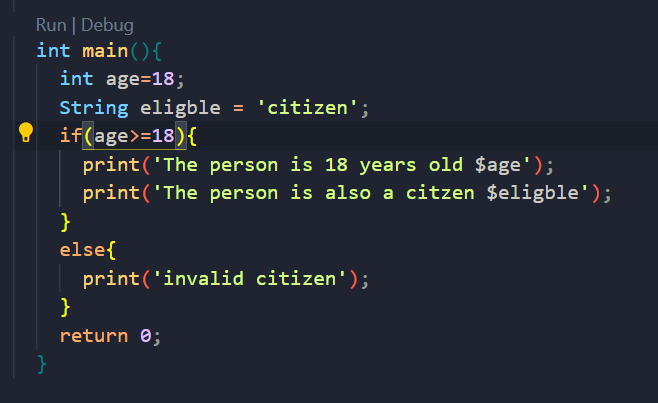 Run | Debug
int main(){
int age=18;
String eligble = 'citizen';
if(age>=18){
print('The person is 18 years old $age');
print('The person is also a citzen $eligble');
}
else{
print('invalid citizen');
}
return 0;
}